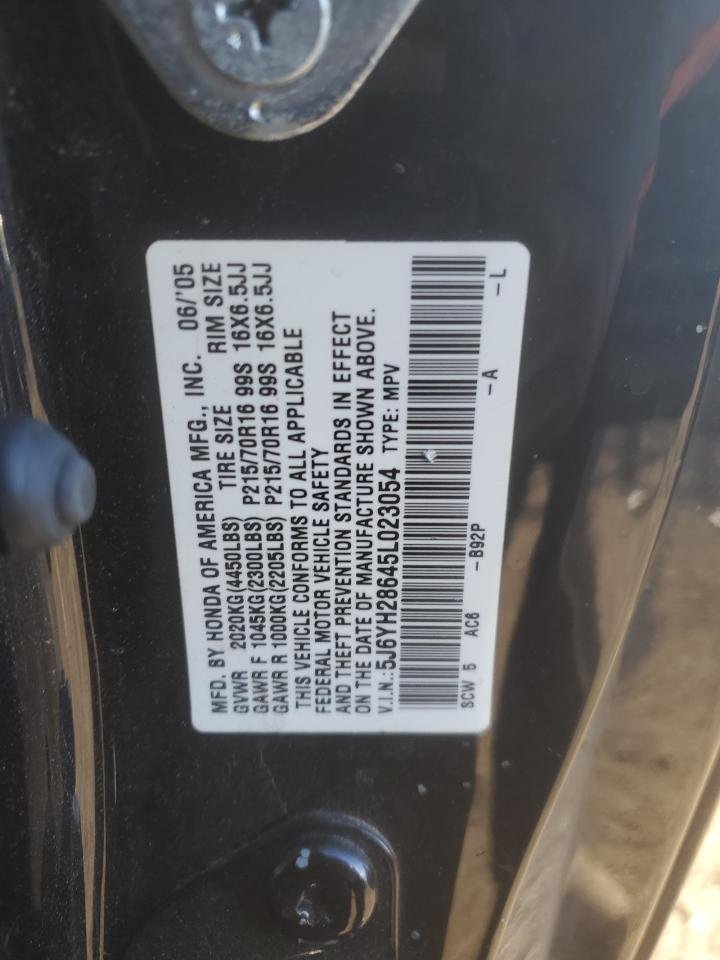 MFD. BY HONDA OF AMERICA MFG., INC. 06/'05
GVWR 2020KG(4450LBS) TIRE SIZE RIM SIZE
GAWR F 1045KG(2300LBS) P215/70R16 99S 16X6.5JJ
GAWR R 1000KG(2205LBS) P215/70R16 99S 16X6.5JJ
THIS VEHICLE CONFORMS TO ALL APPLICABLE
FEDERAL MOTOR VEHICLE SAFETY
AND THEFT PREVENTION STANDARDS IN EFFECT
ON THE DATE OF MANUFACTURE SHOWN ABOVE.
V.I.N.:5J6YH28645L023054 TYPE: MPV
SCW 5 AC6 -B92P -A -L